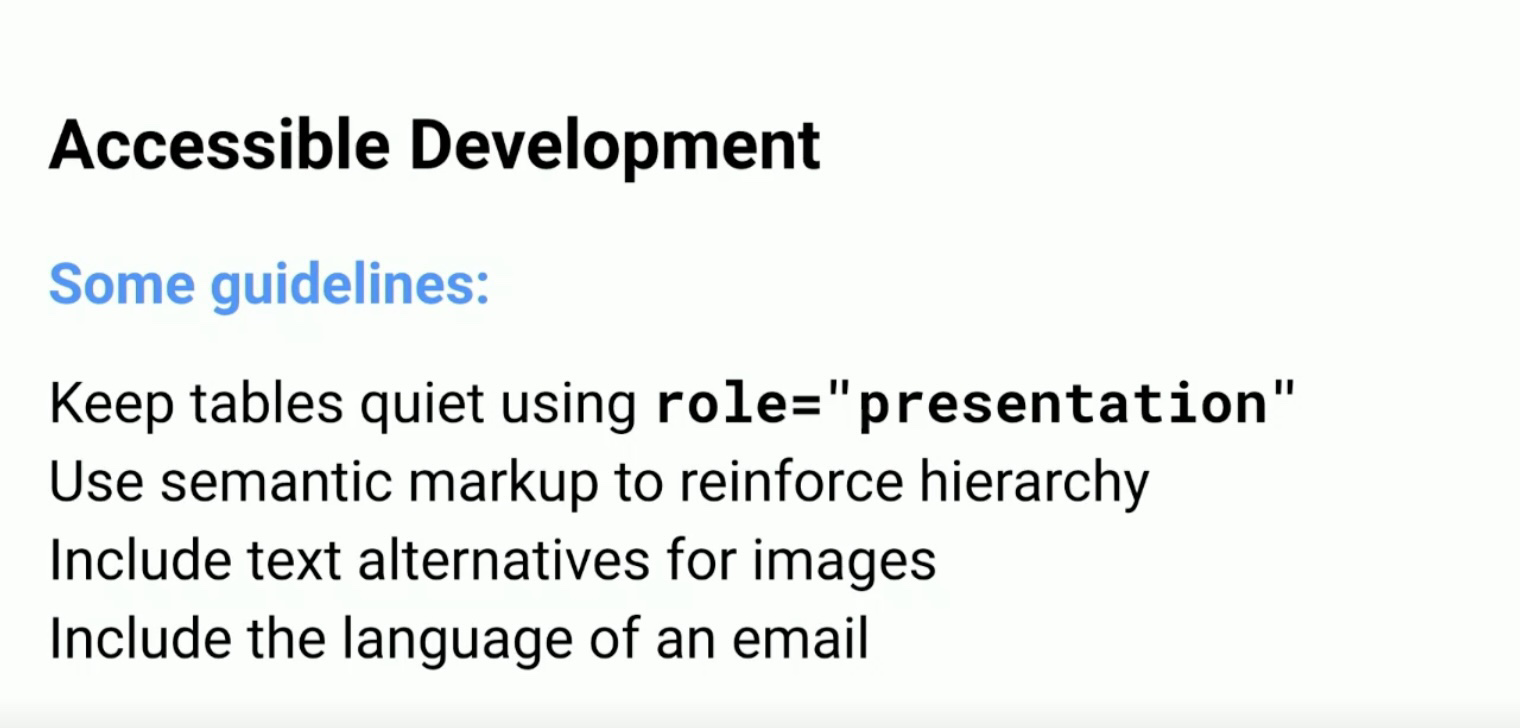 Accessible Development
Some guidelines:
Keep tables quiet using role="presentation"
Use semantic markup to reinforce hierarchy
Include text alternatives for images
Include the language of an email